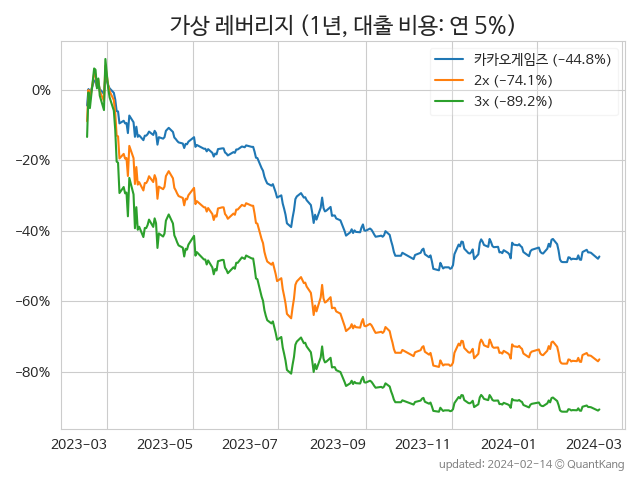 가상 레버리지 (1년, 대출 비용: 연 5%)
카카오게임즈 (−44.8%)
2x (−74.1%)
3x (−89.2%)
0%
−20%
−40%
−60%
−80%
2023-03 2023-05 2023-07 2023-09 2023-11 2024-01 2024-03
updated: 2024-02-14 © QuantKang